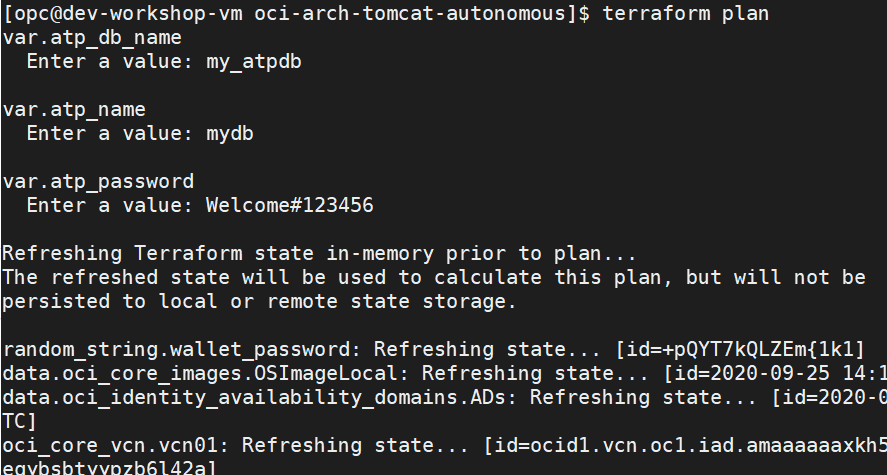 [opc@dev-workshop-vm oci-arch-tomcat-autonomous]$ terraform plan
var.atp_db_name
  Enter a value: my_atpdb
var.atp_name
  Enter a value: mydb
var.atp_password
  Enter a value: Welcome#123456
Refreshing Terraform state in-memory prior to plan...
The refreshed state will be used to calculate this plan, but will not be
persisted to local or remote state storage.
random_string.wallet_password: Refreshing state... [id=+pQYT7kQLZEm{1k1]
data.oci_core_images.OSImageLocal: Refreshing state... [id=2020-09-25 14:1
data.oci_identity_availability_domains.ADs: Refreshing state... [id=2020-0
TC]
oci_core_vcn.vcn01: Refreshing state... [id=ocid1.vcn.oc1.iad.amaaaaaaxkh5
egybsbtyypzb6l42a]